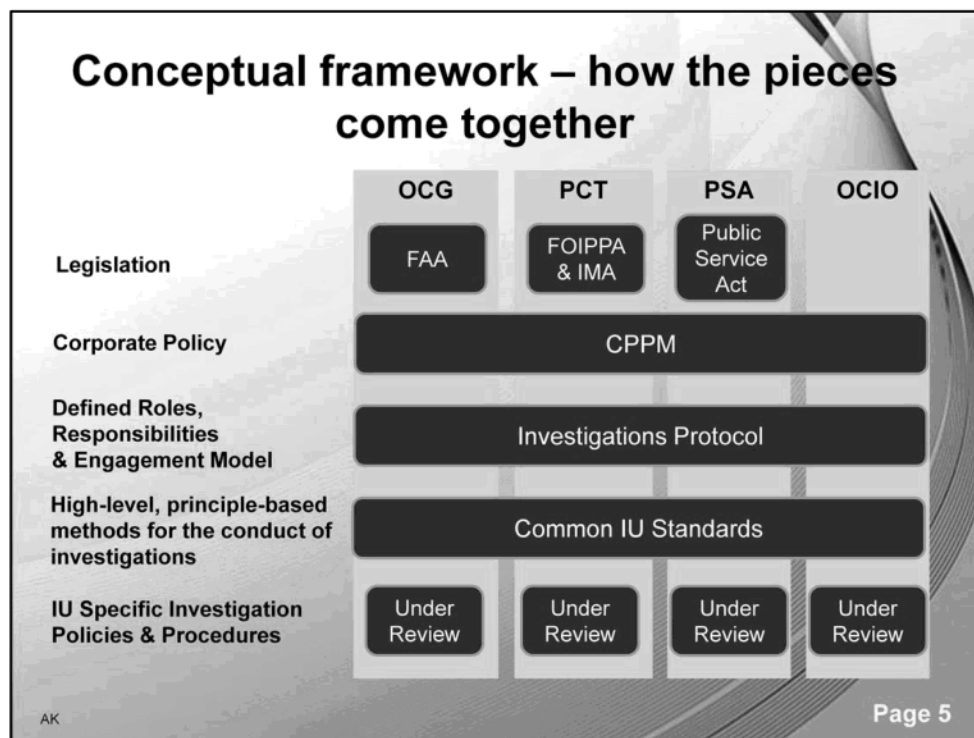 Conceptual framework – how the pieces
come together
OCG PCT PSA OCIO
Legislation
FAA
FOIPPA
& IMA
Public
Service
Act
Corporate Policy
CPPM
Defined Roles,
Responsibilities
& Engagement Model
Investigations Protocol
High-level, principle-based
methods for the conduct of
investigations
Common IU Standards
IU Specific Investigation
Policies & Procedures
Under
Review
Under
Review
Under
Review
Under
Review
AK
Page 5